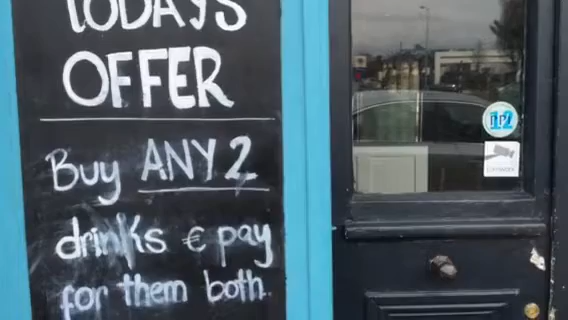 TODAYS
OFFER
Buy ANY 2
drinks € pay
for them both